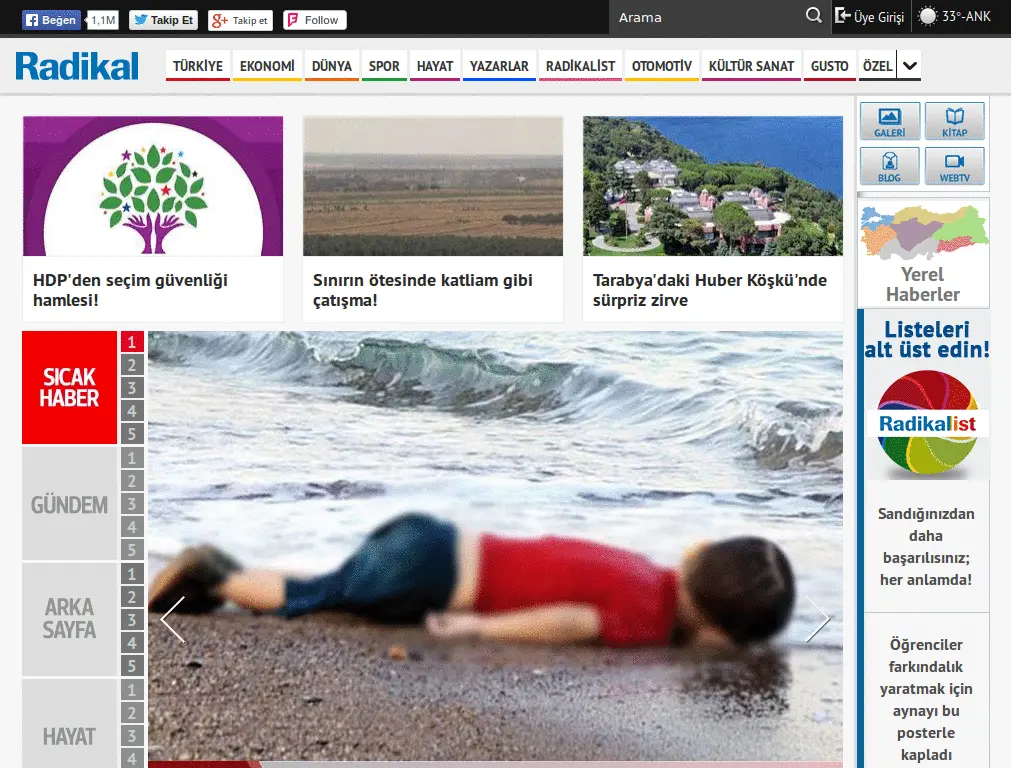 Beğen
1,1M
Takip Et
Takip et
Follow
Arama
Üye Girişi
33°-ANK
Radikal
TÜRKİYE
EKONOMİ
DÜNYA
SPOR
HAYAT
YAZARLAR
RADİKALİST
OTOMOTİV
KÜLTÜR SANAT
GUSTO
ÖZEL
HDP'den seçim güvenliği
hamlesi!
Sınırın ötesinde katliam gibi
çatışma!
Tarabya'daki Huber Köşkü'nde
sürpriz zirve
GALERİ
KİTAP
BLOG
WEBTV
Yerel
Haberler
Listeleri
alt üst edin!
Radikalist
Sandığınızdan
daha
başarılısınız;
her anlamda!
Öğrenciler
farkındalık
yaratmak için
aynayı bu
posterle
kapladı
SICAK
HABER
1
2
3
4
5
GÜNDEM
1
2
3
4
5
ARKA
SAYFA
1
2
3
4
5
HAYAT
1
2
3
4